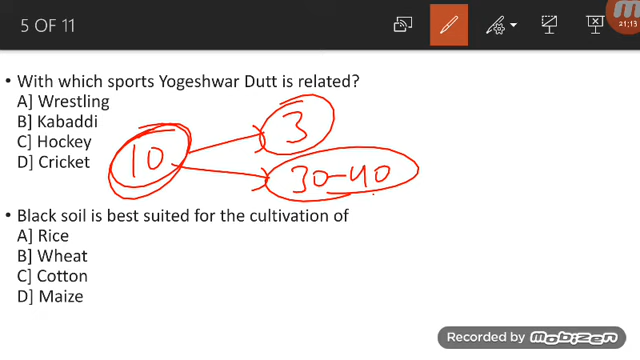 5 OF 11
21:13
• With which sports Yogeshwar Dutt is related?
A] Wrestling
B] Kabaddi
C] Hockey
D] Cricket
10
3
30-40
• Black soil is best suited for the cultivation of
A] Rice
B] Wheat
C] Cotton
D] Maize
Recorded by mobizen